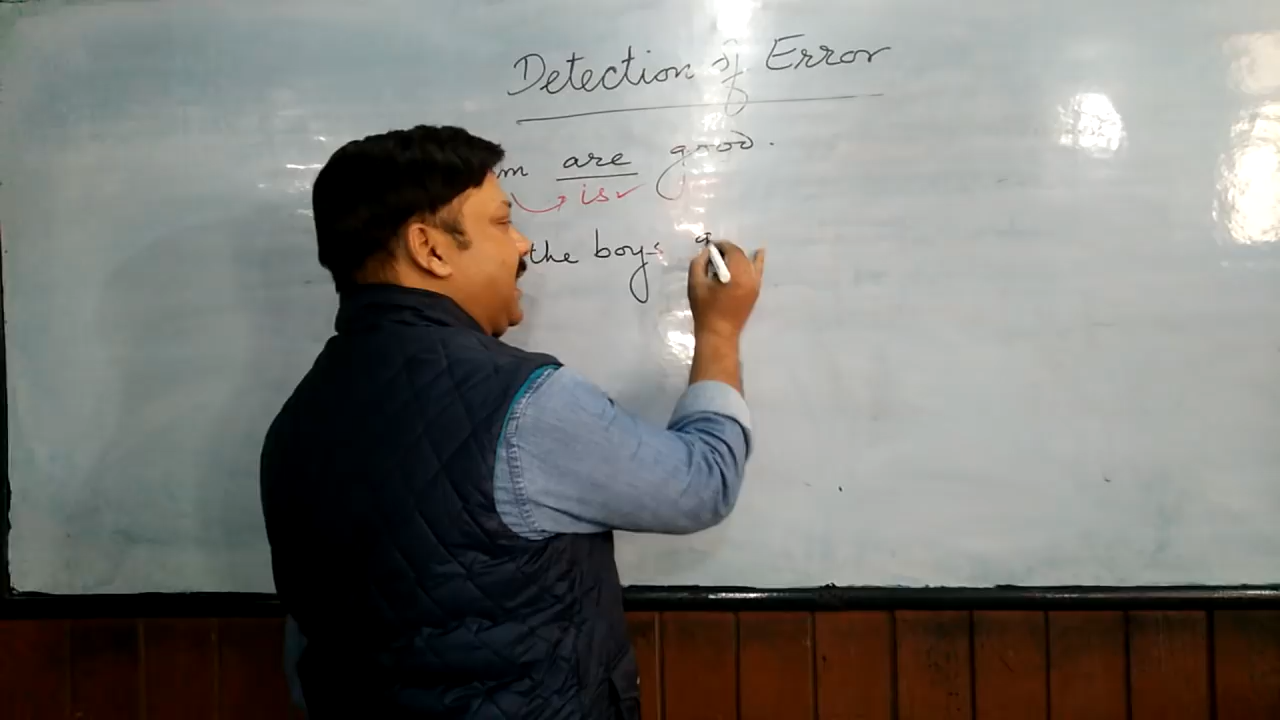 Detection of Error
are good.
is ✓
the boys